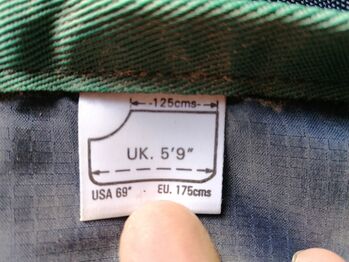 -125cms-
UK. 5'9"
USA 69" . EU. 175cms